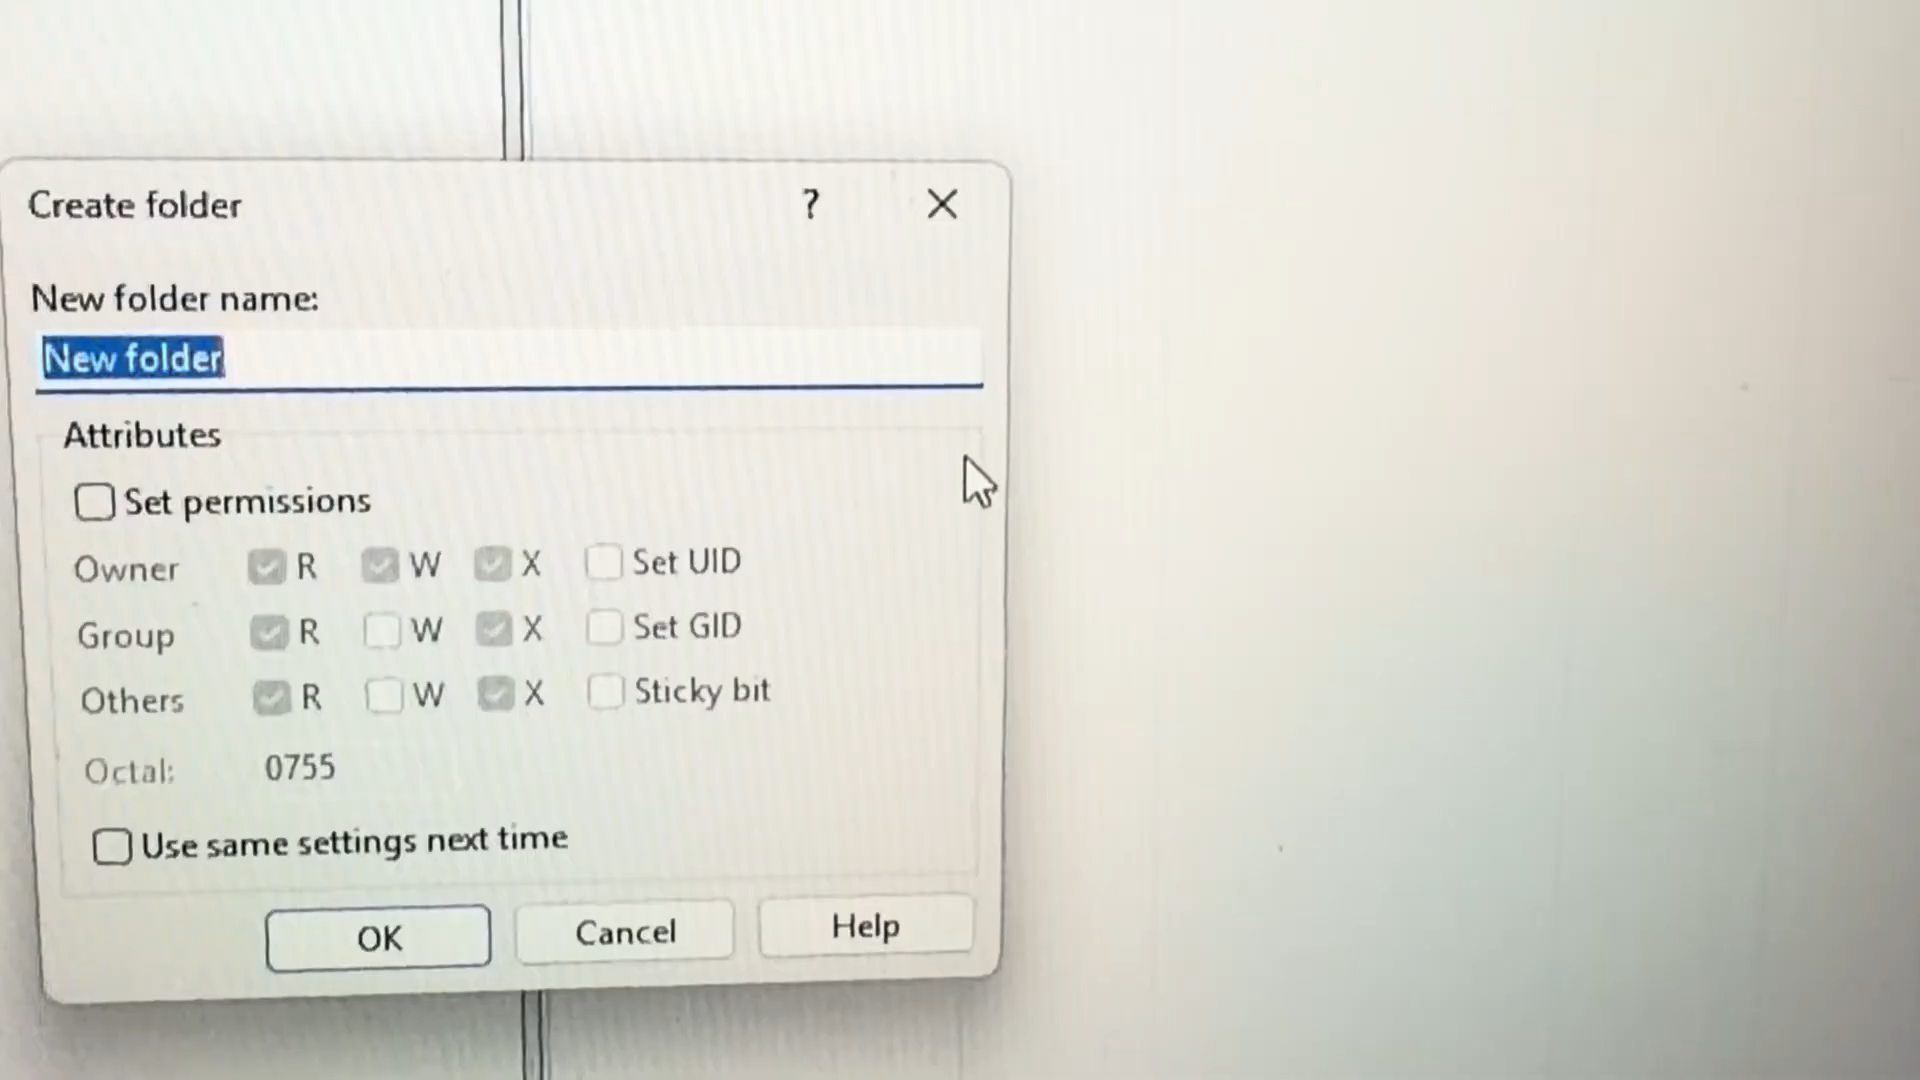 Create folder ?
New folder name:
New folder
Attributes
Set permissions
Owner R W X Set UID
Group R W X Set GID
Others R W X Sticky bit
Octal: 0755
Use same settings next time
OK Cancel Help